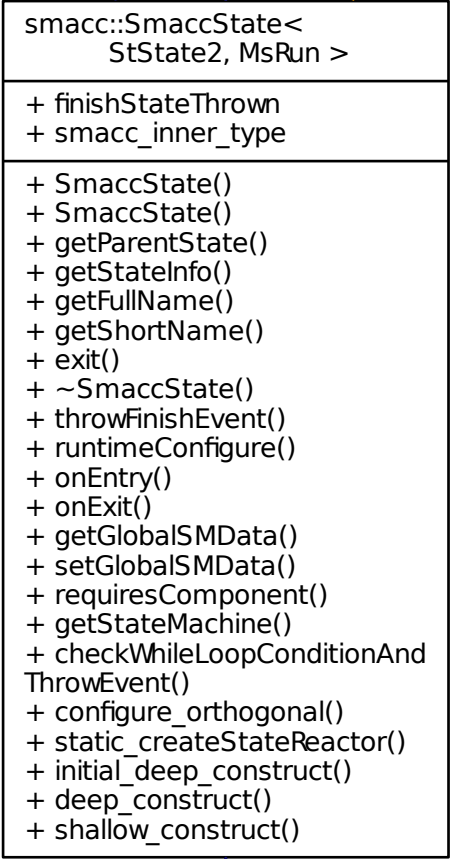 smacc::SmaccState<
StState2, MsRun >
+ finishStateThrown
+ smacc_inner_type
+ SmaccState()
+ SmaccState()
+ getParentState()
+ getStateInfo()
+ getFullName()
+ getShortName()
+ exit()
+ ~SmaccState()
+ throwFinishEvent()
+ runtimeConfigure()
+ onEntry()
+ onExit()
+ getGlobalSMData()
+ setGlobalSMData()
+ requiresComponent()
+ getStateMachine()
+ checkWhileLoopConditionAnd
ThrowEvent()
+ configure_orthogonal()
+ static_createStateReactor()
+ initial_deep_construct()
+ deep_construct()
+ shallow_construct()